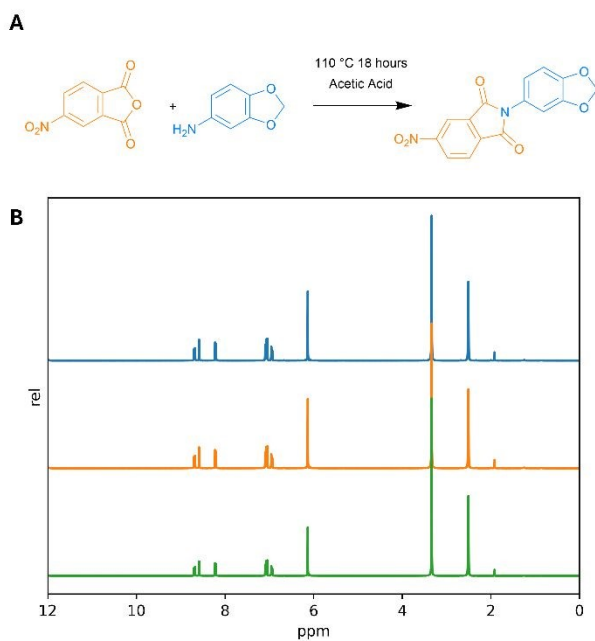 A
110 °C 18 hours
Acetic Acid
O
O
O
O₂N
+
H₂N
O
O
O
N
O
O
O
O₂N
B
rel
12 10 8 6 4 2 0
ppm